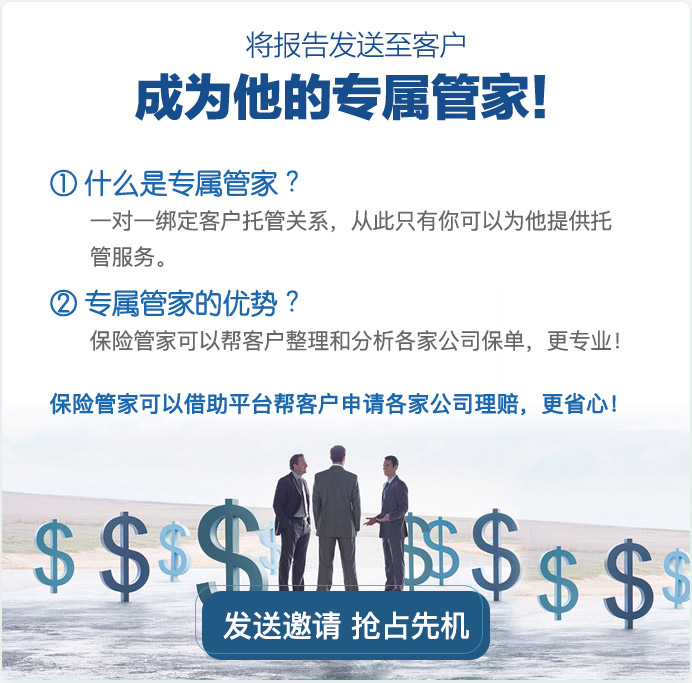 将报告发送至客户
成为他的专属管家!
① 什么是专属管家？
一对一绑定客户托管关系，从此只有你可以为他提供托
管服务。
② 专属管家的优势？
保险管家可以帮客户整理和分析各家公司保单，更专业！
保险管家可以借助平台帮客户申请各家公司理赔，更省心！
发送邀请 抢占先机